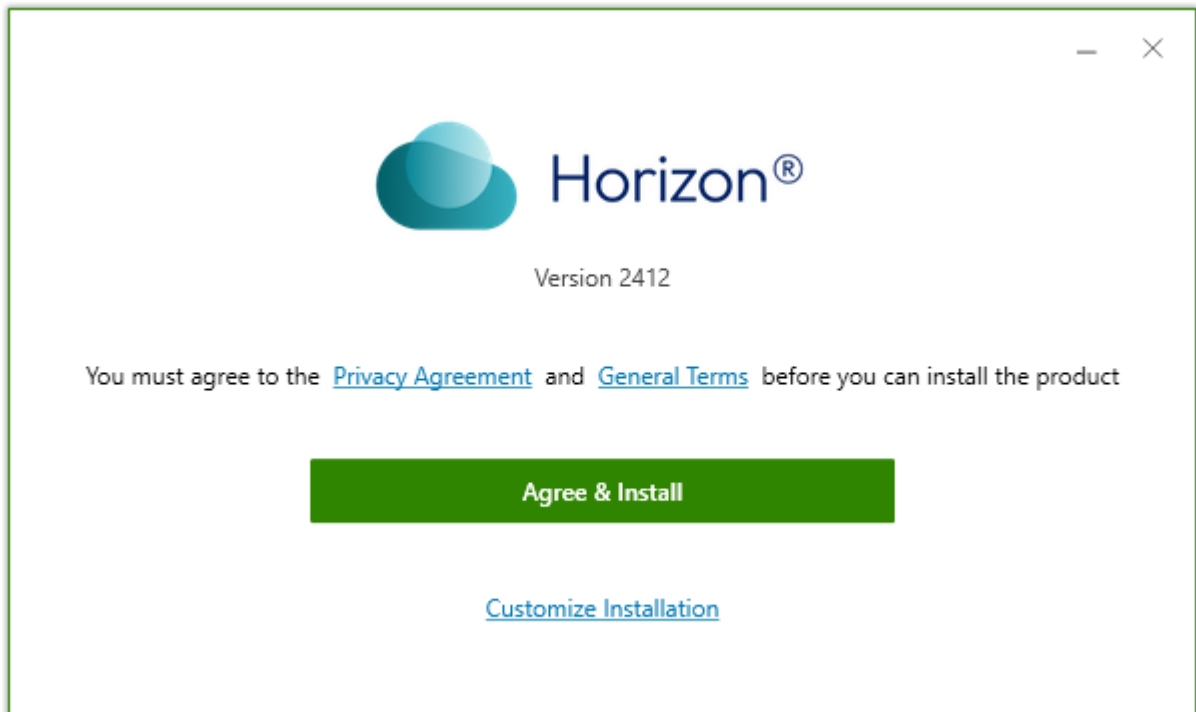 Horizon®
Version 2412
You must agree to the Privacy Agreement and General Terms before you can install the product
Agree & Install
Customize Installation